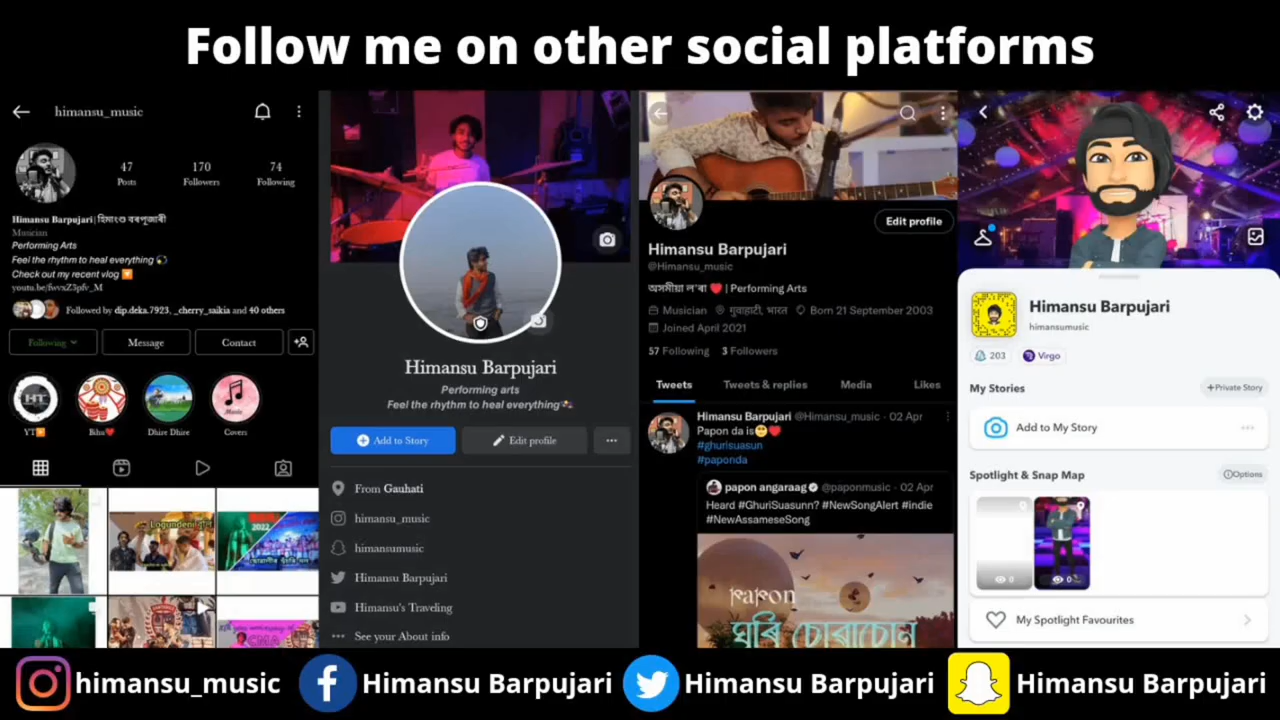 Follow me on other social platforms
himansu_music
47
170
74
Posts
Followers
Following
Himansu Barpujari| হিমাংশু বৰপূজাৰী
Musician
Performing Arts
Feel the rhythm to heal everything
Check out my recent vlog
Followed by dip.deka.7923, _cherry_saikia and 40 others
Following
Message
Contact
YT
Bihu
Dhire Dhire
Covers
Logundeni
2022
Himansu Barpujari
Performing arts
Feel the rhythm to heal everything
Add to Story
Edit profile
From Gauhati
himansu_music
himansumusic
Himansu Barpujari
Himansu's Traveling
See your About info
Edit profile
Himansu Barpujari
@Himansu_music
অসমীয়া ল'ৰা ❤️ | Performing Arts
Musician गुवाहाटी, भारत Born 21 September 2003
Joined April 2021
57 Following 3 Followers
Tweets
Tweets & replies
Media
Likes
Himansu Barpujari @Himansu_music · 02 Apr
Papon da is
#ghurisuasun
#paponda
papon angaraag @paponmusic · 02 Apr
Heard #GhuriSuasunn? #NewSongAlert #indie
#NewAssameseSong
papon
ঘূৰি চোৱাচোন
Himansu Barpujari
himansumusic
203
Virgo
My Stories
+Private Story
Add to My Story
Spotlight & Snap Map
Options
0
0
My Spotlight Favourites
himansu_music
Himansu Barpujari
Himansu Barpujari
Himansu Barpujari